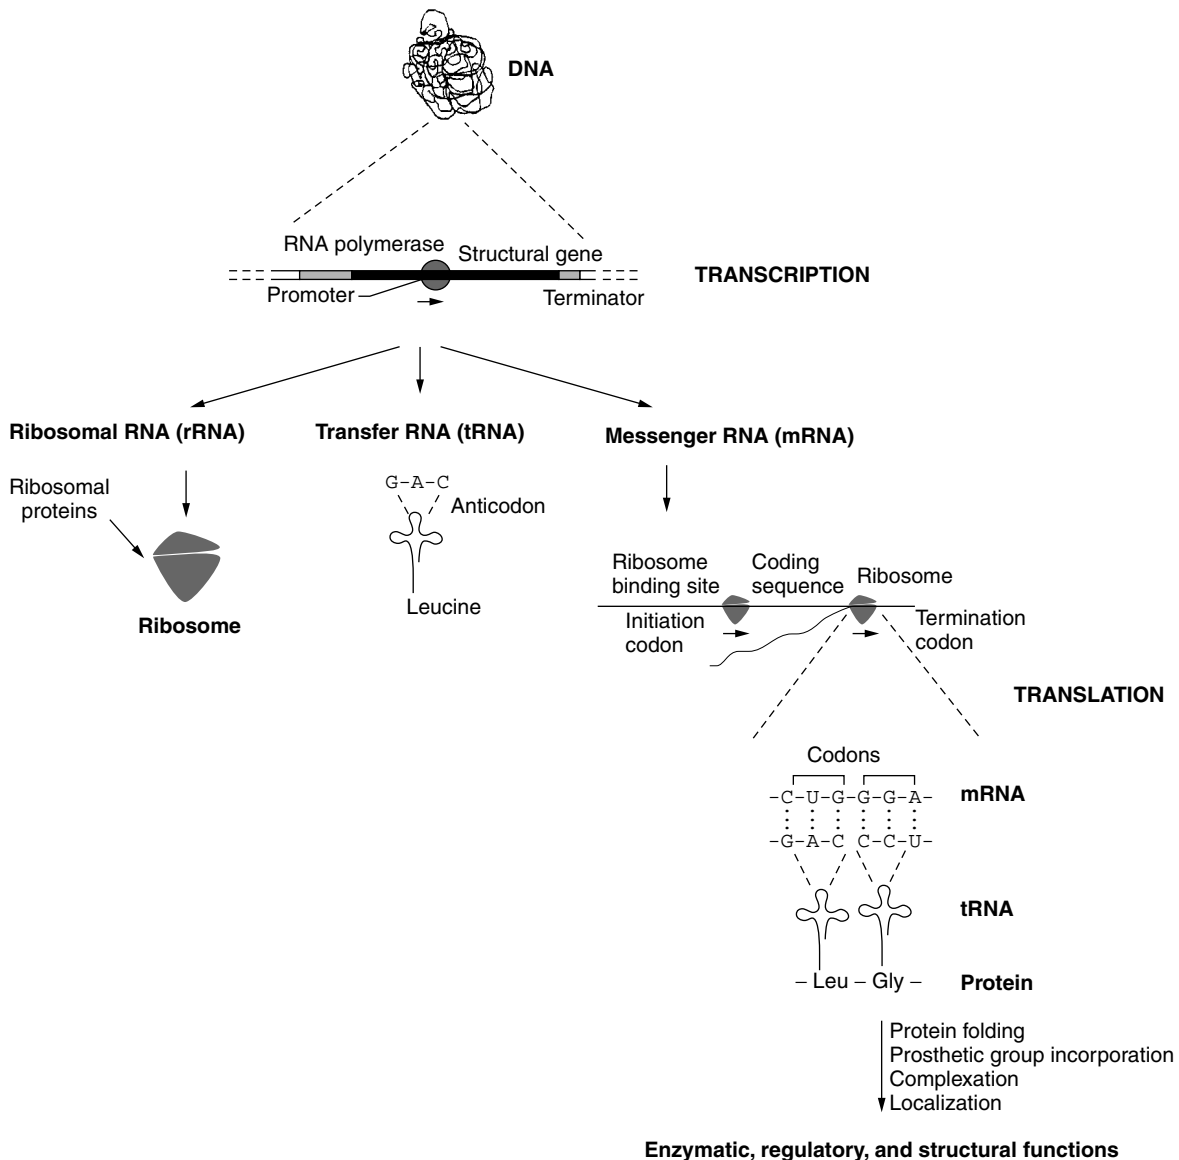 DNA
RNA polymerase
Structural gene
Promoter
Terminator
TRANSCRIPTION
Ribosomal RNA (rRNA)
Transfer RNA (tRNA)
Messenger RNA (mRNA)
Ribosomal
proteins
Ribosome
G-A-C
Anticodon
Leucine
Ribosome
binding site
Coding
sequence
Ribosome
Initiation
codon
Termination
codon
TRANSLATION
Codons
-C-U-G-G-G-A-
mRNA
-G-A-C C-C-U-
tRNA
– Leu – Gly –
Protein
Protein folding
Prosthetic group incorporation
Complexation
Localization
Enzymatic, regulatory, and structural functions